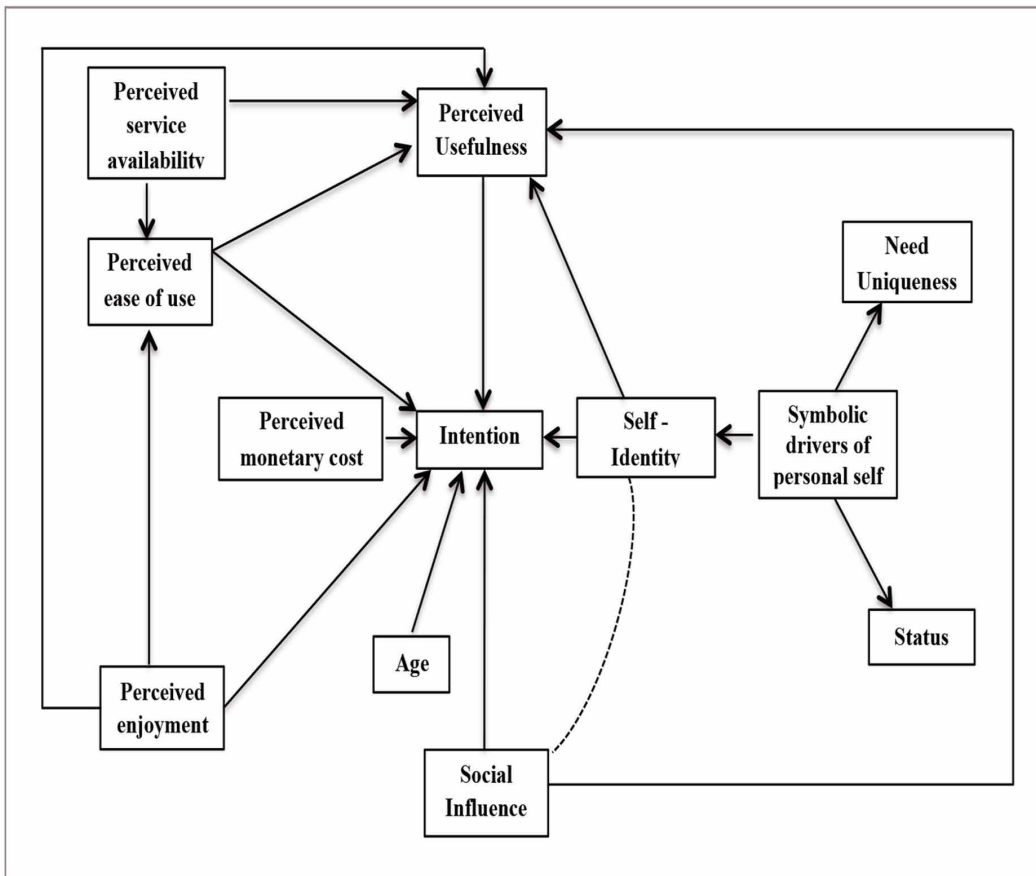 Perceived
service
availability
Perceived
Usefulness
Need
Uniqueness
Perceived
ease of use
Perceived
monetary cost
Intention
Self -
Identity
Symbolic
drivers of
personal self
Age
Status
Perceived
enjoyment
Social
Influence